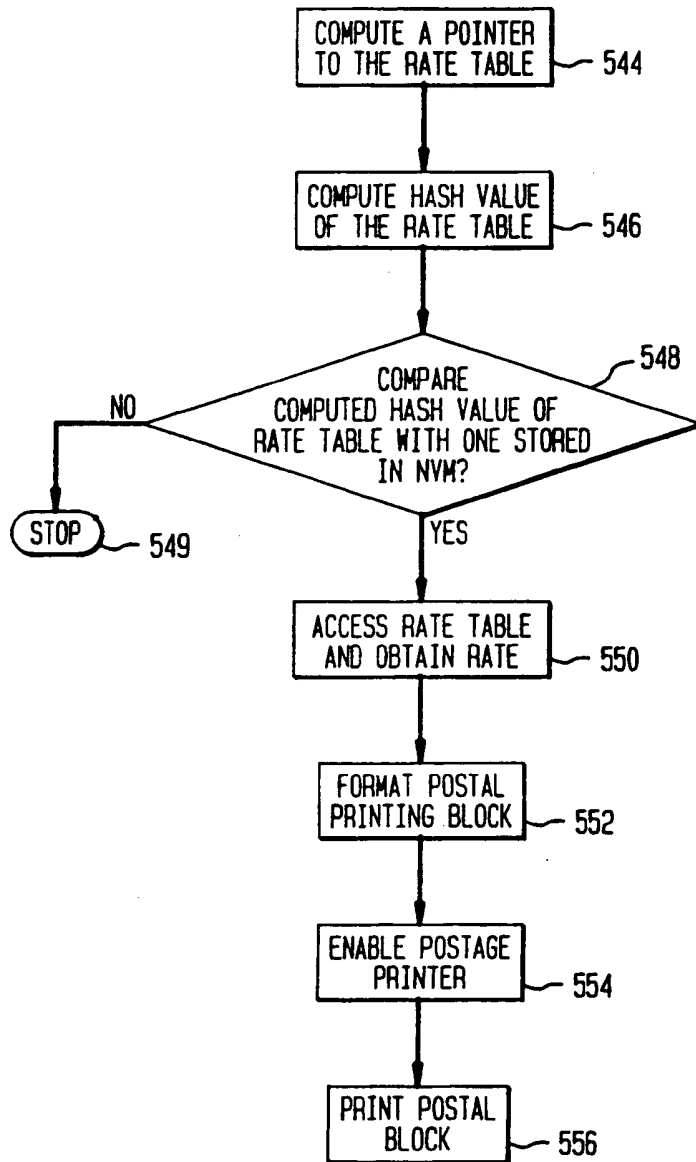 COMPUTE A POINTER
TO THE RATE TABLE
544
COMPUTE HASH VALUE
OF THE RATE TABLE
546
548
COMPARE
COMPUTED HASH VALUE OF
RATE TABLE WITH ONE STORED
IN NVM?
NO
STOP
549
YES
ACCESS RATE TABLE
AND OBTAIN RATE
550
FORMAT POSTAL
PRINTING BLOCK
552
ENABLE POSTAGE
PRINTER
554
PRINT POSTAL
BLOCK
556